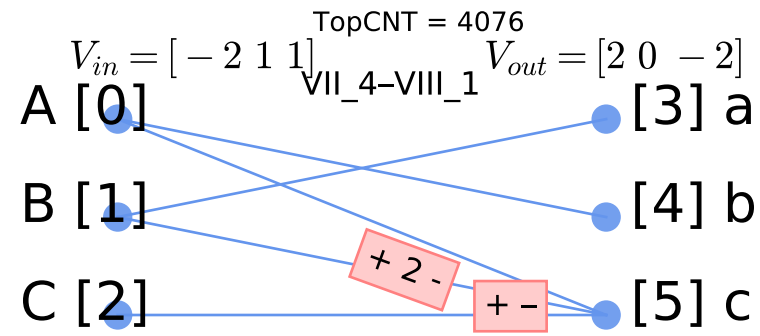 TopCNT = 4076
V_in = [ − 2 1 1]
V_out = [2 0 − 2]
VII_4–VIII_1
A [0]
[3] a
B [1]
[4] b
+ 2 -
C [2]
+ –
[5] c